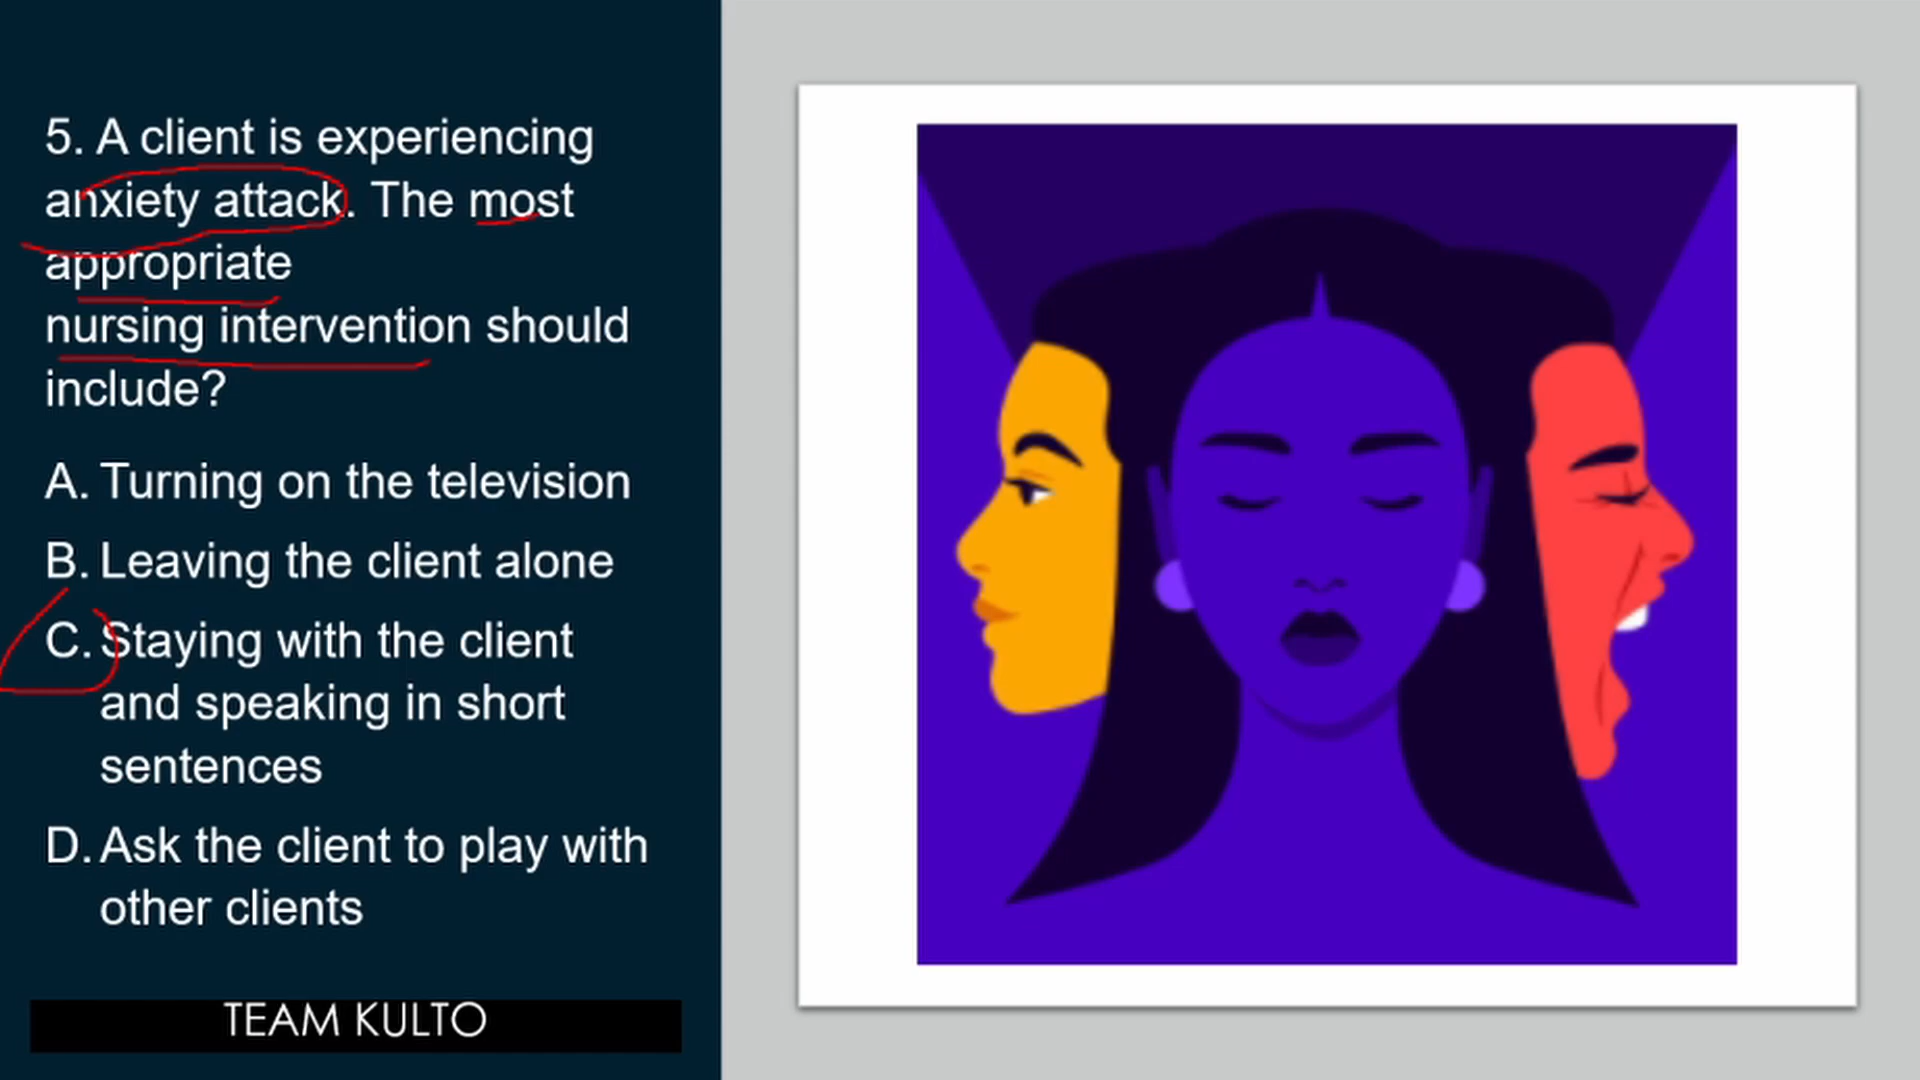 5. A client is experiencing
anxiety attack. The most
appropriate
nursing intervention should
include?
A. Turning on the television
B. Leaving the client alone
C. Staying with the client
and speaking in short
sentences
D. Ask the client to play with
other clients
TEAM KULTO